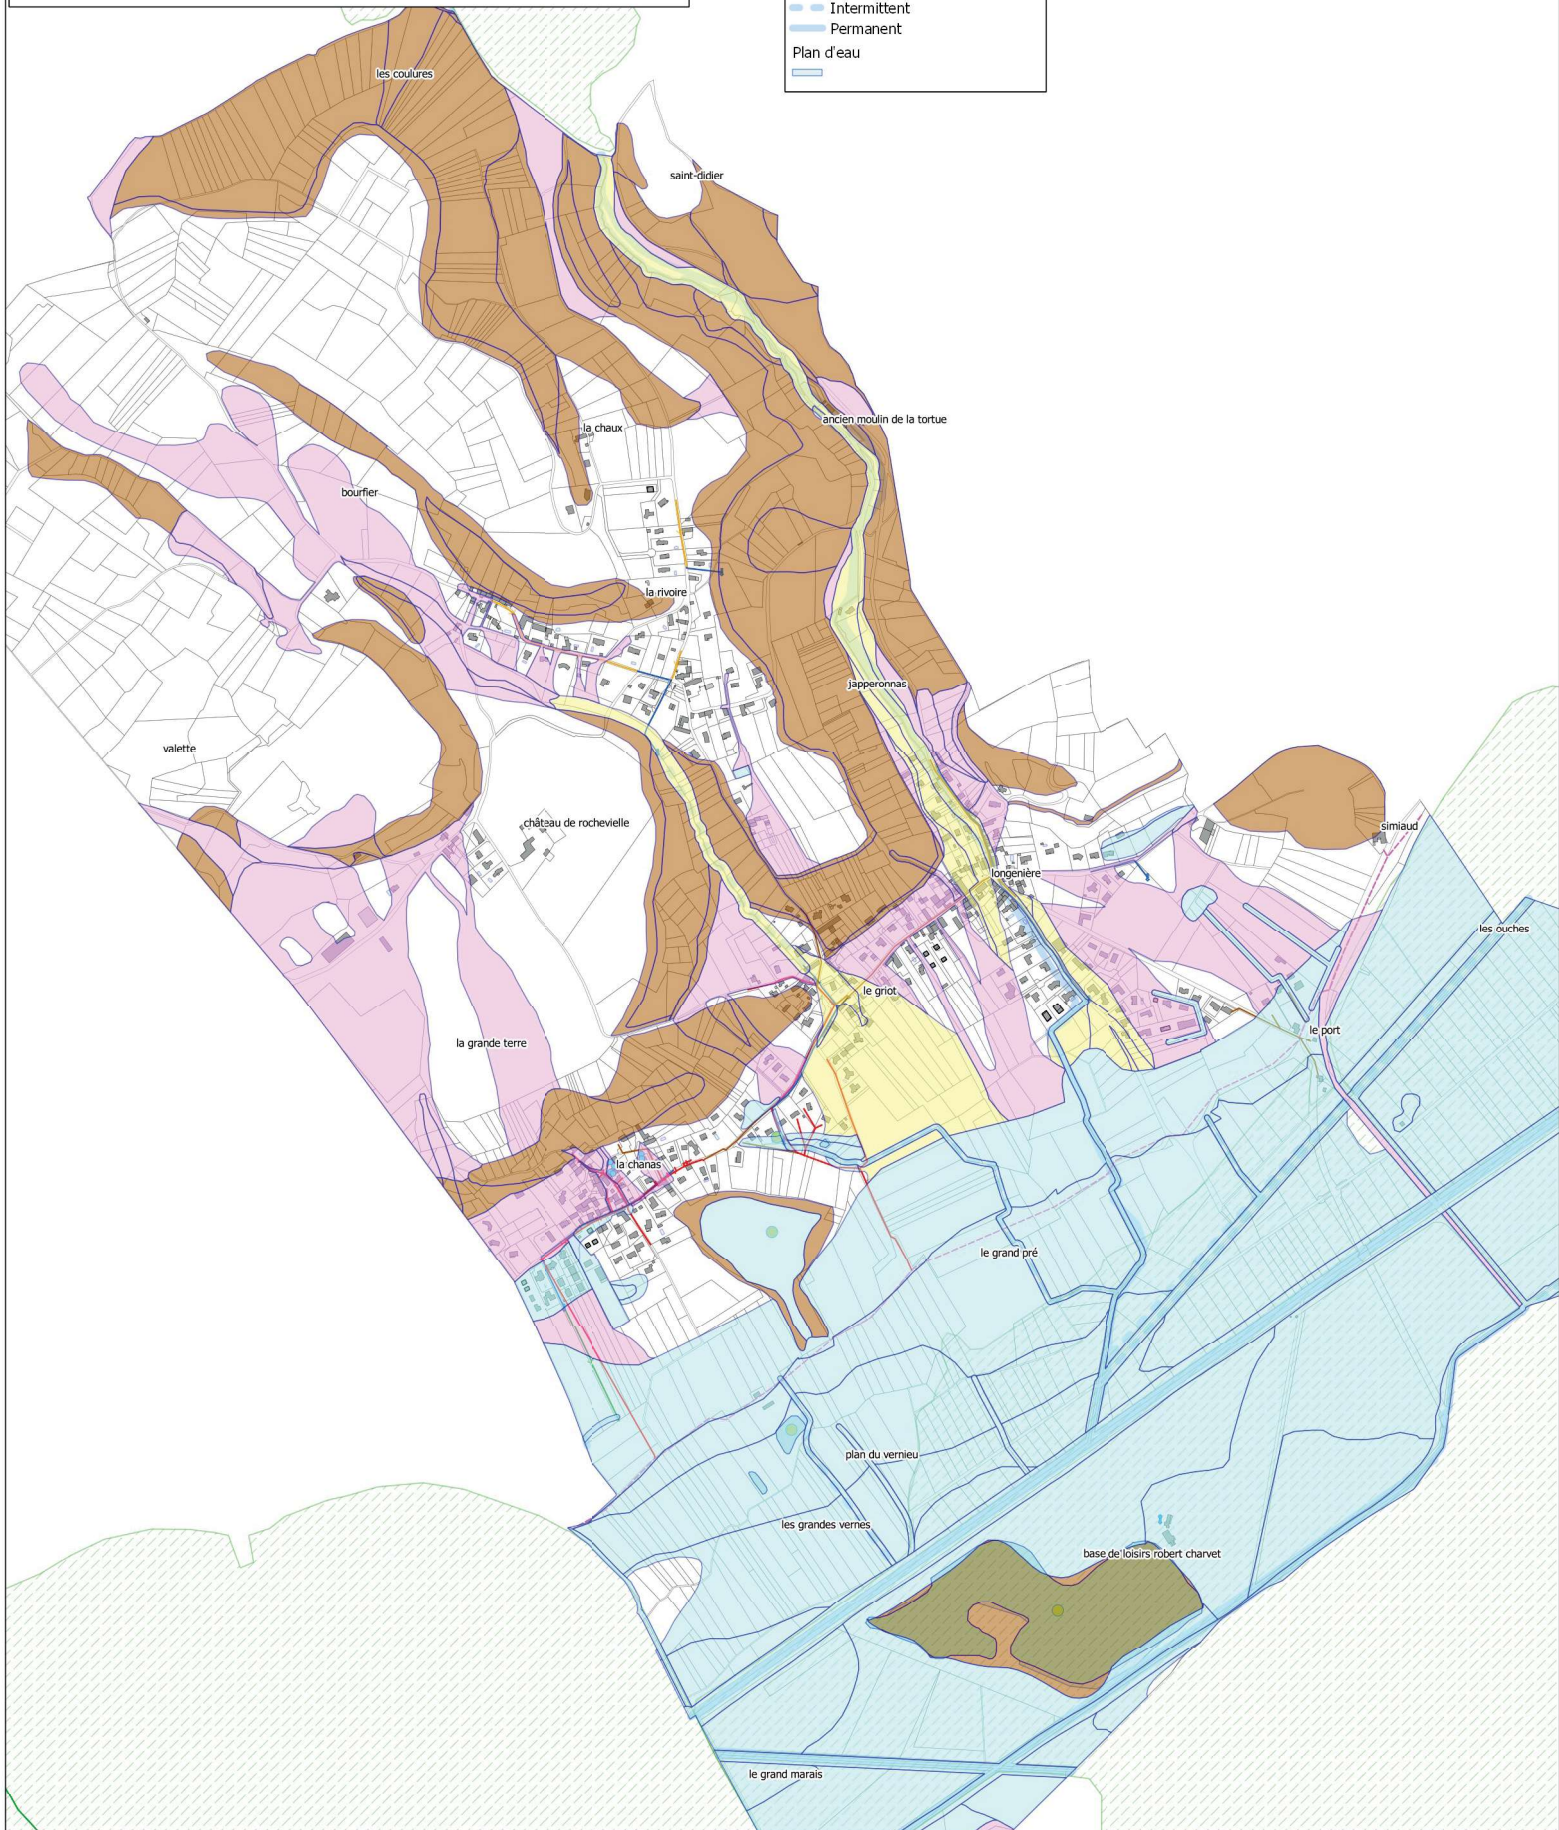 Intermittent
Permanent
Plan d'eau
les coulures
saint-didier
ancien moulin de la tortue
la chaux
bourfier
la rivoire
japperonnas
valette
château de rochevielle
simiaud
longenière
les ouches
le griot
le port
la grande terre
la chanas
le grand pré
plan du vernieu
les grandes vernes
base de loisirs robert charvet
le grand marais